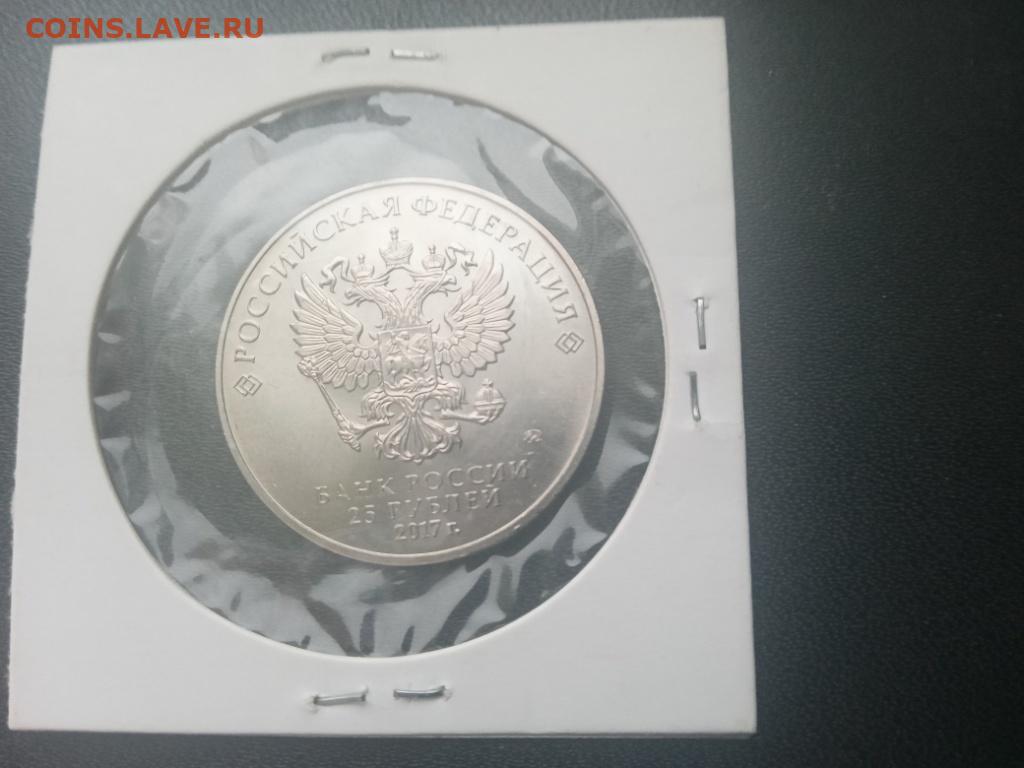 COINS.LAVE.RU
РОССИЙСКАЯ ФЕДЕРАЦИЯ
БАНК РОССИИ
25 РУБЛЕЙ
2017 г.